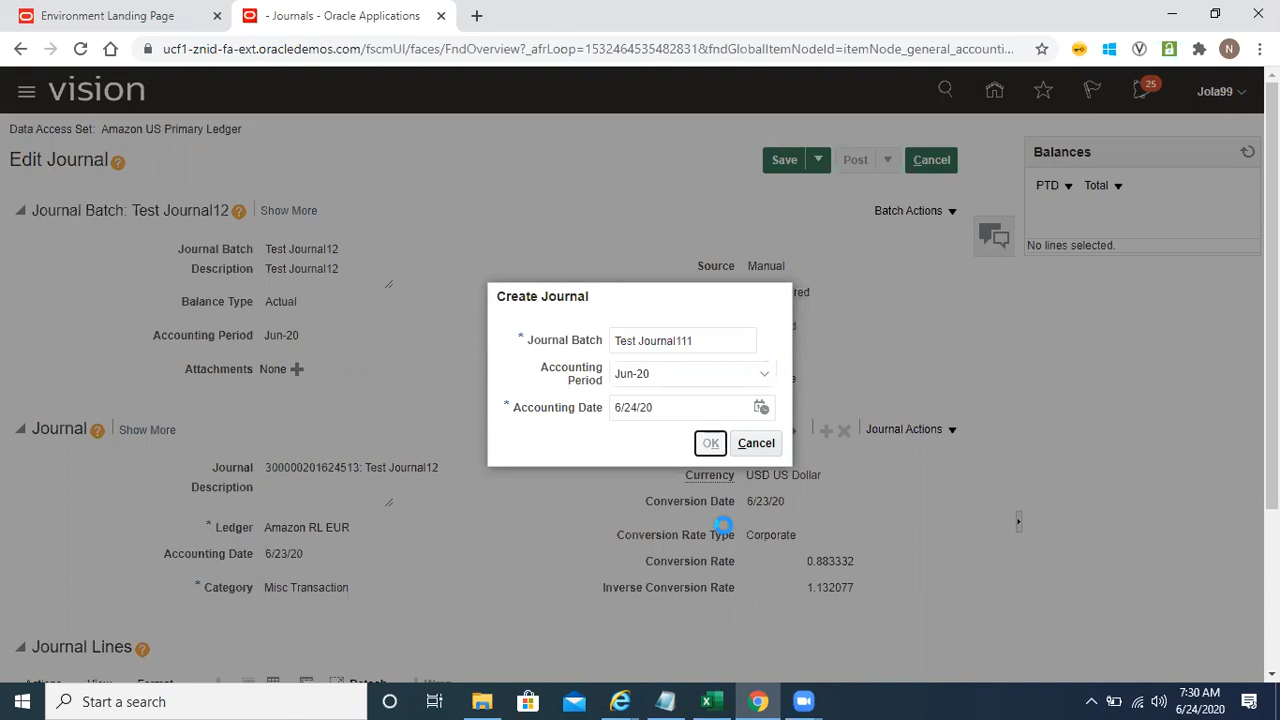 Environment Landing Page
- Journals - Oracle Applications
ucf1-znid-fa-ext.oracledemos.com/fscmUI/faces/FndOverview?_afrLoop=1532464535482831&fndGlobalItemNodeId=itemNode_general_accounti...
N
vision
25
Jola99
Data Access Set: Amazon US Primary Ledger
Edit Journal
Save
Post
Cancel
Balances
PTD
Total
No lines selected.
Journal Batch: Test Journal12
Show More
Batch Actions
Journal Batch Test Journal12
Description Test Journal12
Source Manual
Balance Type Actual
Accounting Period Jun-20
Attachments None
Create Journal
* Journal Batch Test Journal111
Accounting
Period
Jun-20
* Accounting Date 6/24/20
OK
Cancel
Journal
Show More
Journal Actions
Journal 300000201624513: Test Journal12
Description
* Ledger Amazon RL EUR
Accounting Date 6/23/20
* Category Misc Transaction
Currency USD US Dollar
Conversion Date 6/23/20
Conversion Rate Type Corporate
Conversion Rate 0.883332
Inverse Conversion Rate 1.132077
Journal Lines
Start a search
7:30 AM
6/24/2020